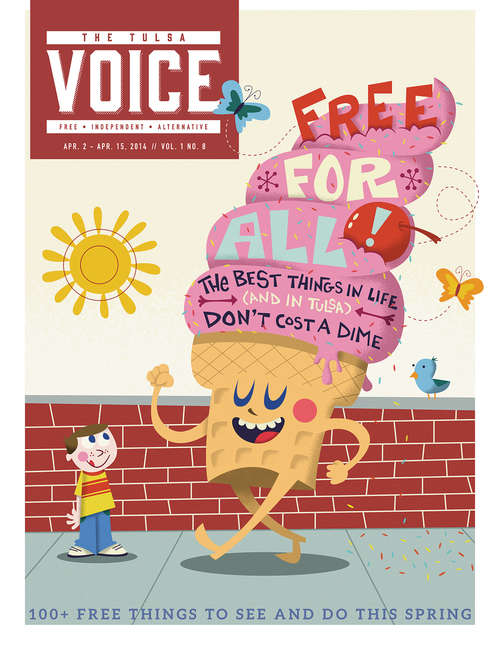 THE TULSA
VOICE
FREE • INDEPENDENT • ALTERNATIVE
APR. 2 - APR. 15, 2014 // VOL. 1 NO. 8
FREE
FOR
ALL!
THE BEST THINGS IN LIFE
(AND IN TULSA)
DON'T COST A DIME
100+ FREE THINGS TO SEE AND DO THIS SPRING